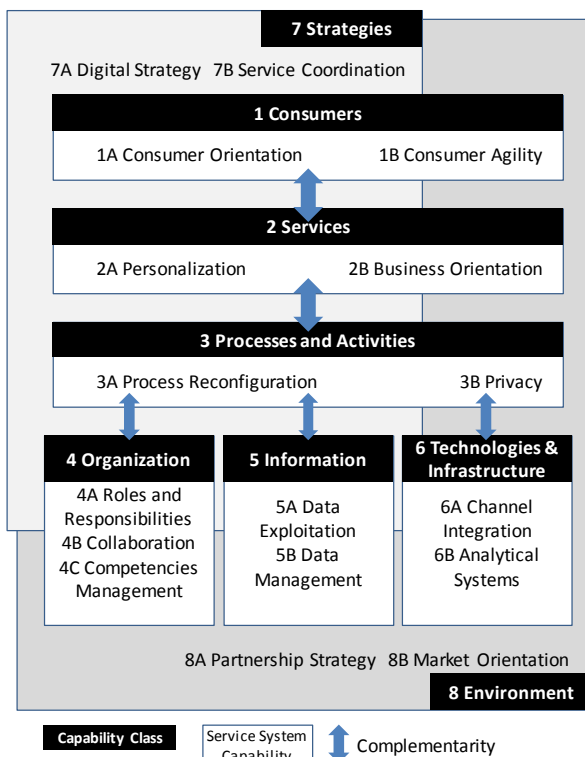 7 Strategies
7A Digital Strategy 7B Service Coordination
1 Consumers
1A Consumer Orientation 1B Consumer Agility
2 Services
2A Personalization 2B Business Orientation
3 Processes and Activities
3A Process Reconfiguration 3B Privacy
4 Organization
4A Roles and
Responsibilities
4B Collaboration
4C Competencies
Management
5 Information
5A Data
Exploitation
5B Data
Management
6 Technologies &
Infrastructure
6A Channel
Integration
6B Analytical
Systems
8A Partnership Strategy 8B Market Orientation
8 Environment
Capability Class
Service System
Capability
Complementarity